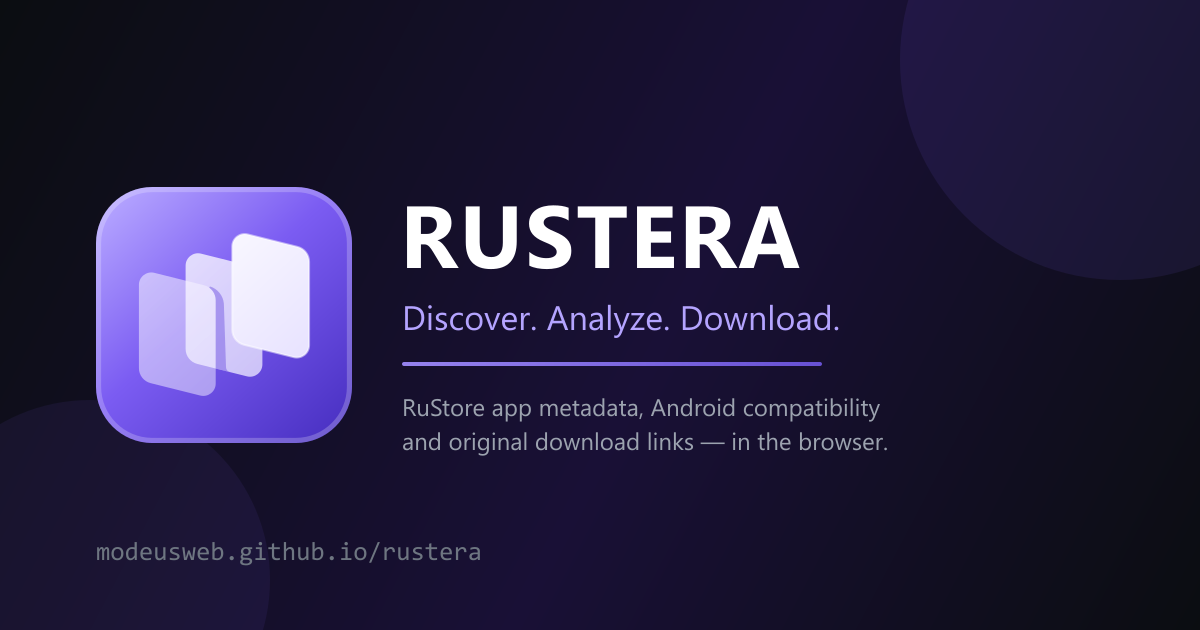 RUSTERA
Discover. Analyze. Download.
RuStore app metadata, Android compatibility
and original download links — in the browser.
modeusweb.github.io/rustera